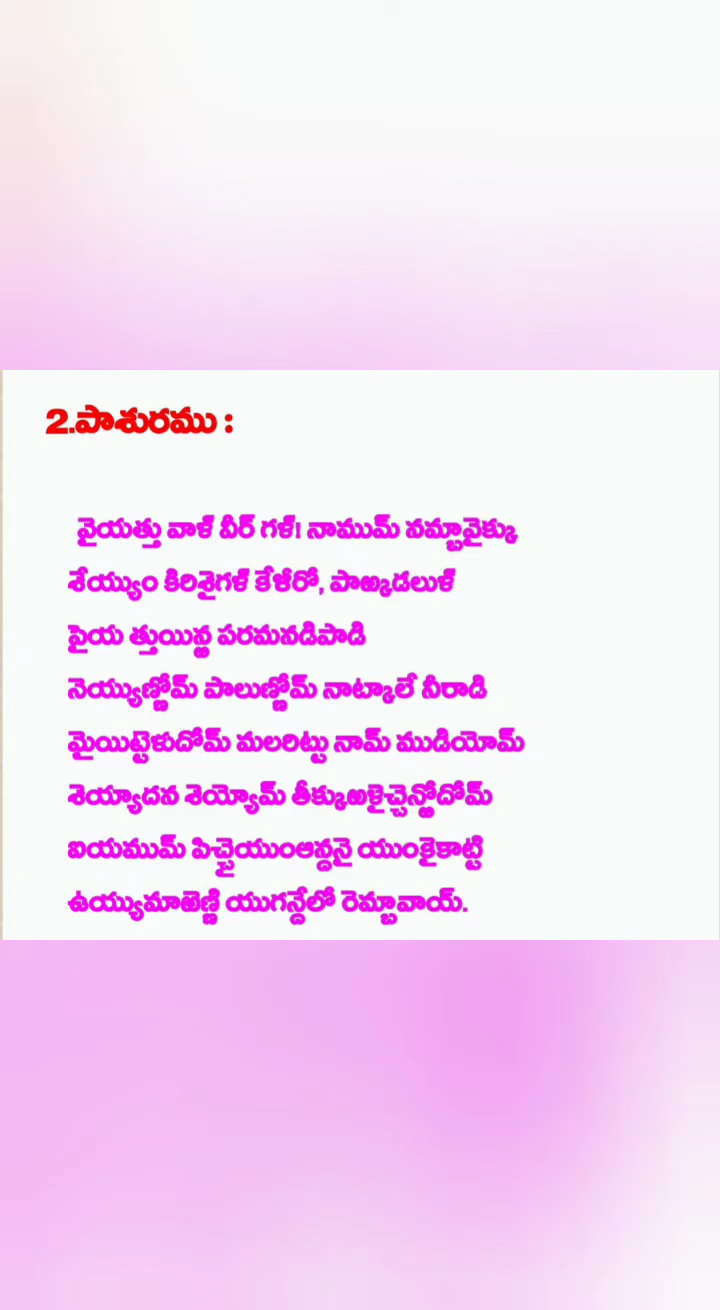 2.పాశురము :
వైయత్తు వాళ్ వీర్ గళ్! నాముమ్ నమ్బావైక్కు
శేయ్యుం కిరిశైగళ్ కేళీరో, పాఱ్కడలుళ్
పైయ త్తుయిన్ఱ పరమనడిపాడి
నెయ్యుణ్ణోమ్ పాలుణ్ణోమ్ నాట్కాలే నీరాడి
మైయిట్టెళుదోమ్ మలరిట్టు నామ్ ముడియోమ్
శెయ్యాదన శెయ్యోమ్ తీక్కుఱళైచ్చెన్ఱోదోమ్
ఐయముమ్ పిచ్చైయుంఆన్దనై యుంకైకాట్టి
ఉయ్యుమాఱెణ్ణి యుగన్దేలో రెమ్బావాయ్.